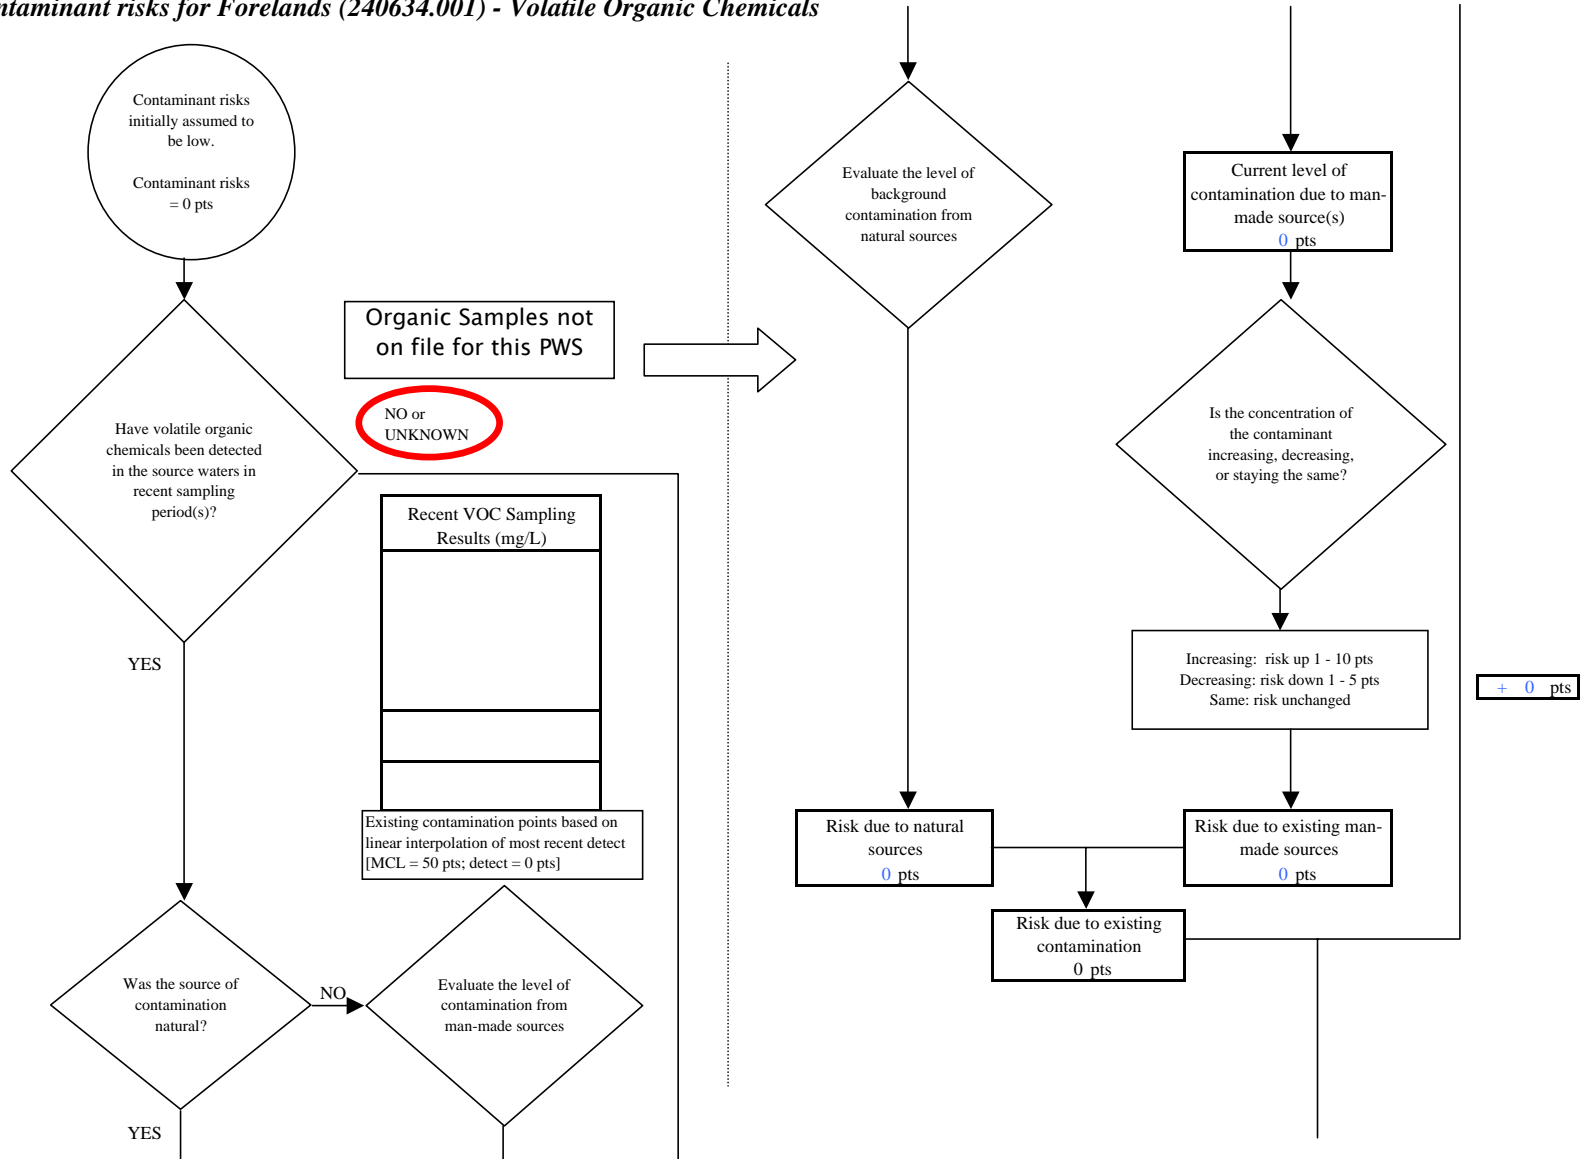 ntaminant risks for Forelands (240634.001) - Volatile Organic Chemicals
Contaminant risks
initially assumed to
be low.
Contaminant risks
= 0 pts
Organic Samples not
on file for this PWS
NO or
UNKNOWN
Have volatile organic
chemicals been detected
in the source waters in
recent sampling
period(s)?
Recent VOC Sampling
Results (mg/L)
YES
Existing contamination points based on
linear interpolation of most recent detect
[MCL = 50 pts; detect = 0 pts]
Was the source of
contamination
natural?
NO
Evaluate the level of
contamination from
man-made sources
YES
Evaluate the level of
background
contamination from
natural sources
Current level of
contamination due to man-
made source(s)
0 pts
Is the concentration of
the contaminant
increasing, decreasing,
or staying the same?
Increasing: risk up 1 - 10 pts
Decreasing: risk down 1 - 5 pts
Same: risk unchanged
+ 0 pts
Risk due to natural
sources
0 pts
Risk due to existing man-
made sources
0 pts
Risk due to existing
contamination
0 pts